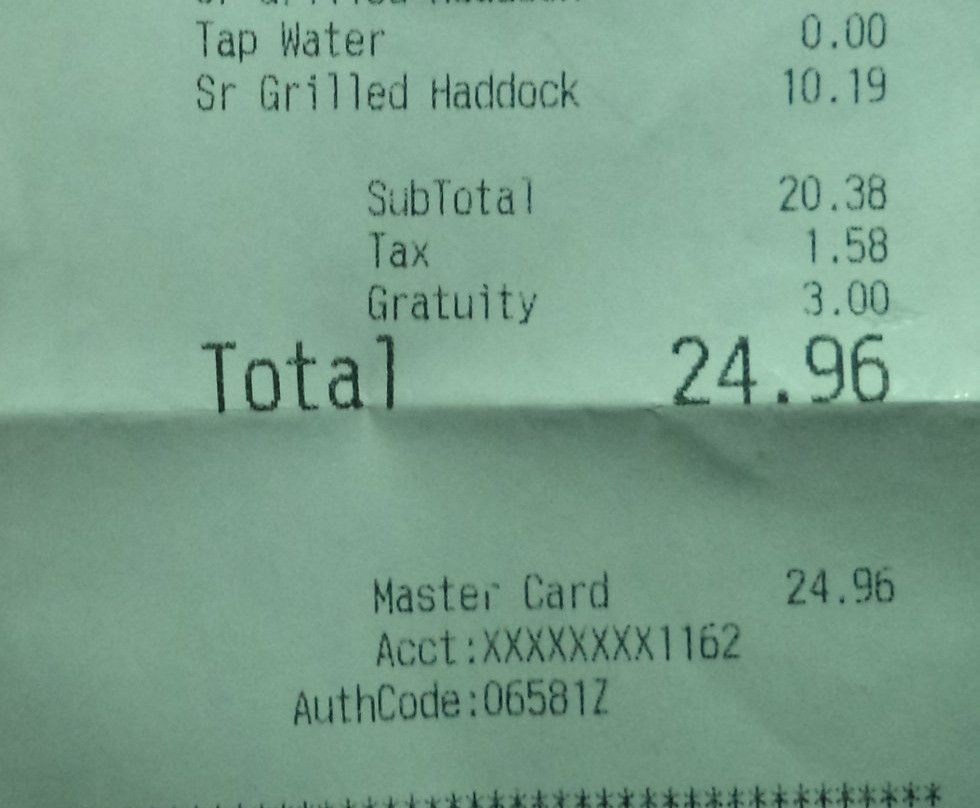 Tap Water 0.00
Sr Grilled Haddock 10.19
SubTotal 20.38
Tax 1.58
Gratuity 3.00
Total 24.96
Master Card 24.96
Acct:XXXXXXXX1162
AuthCode:06581Z
***********************************